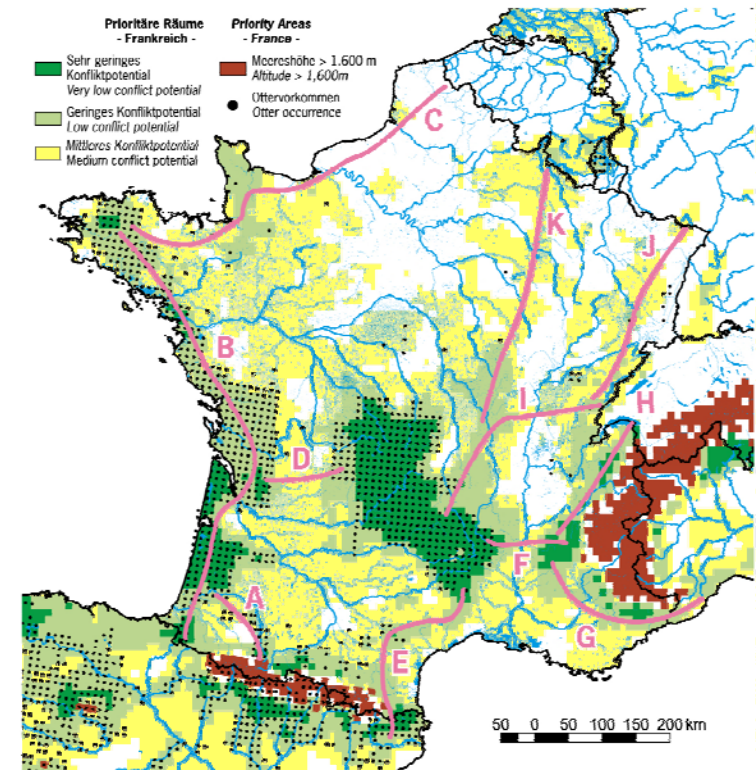 Prioritäre Räume
- Frankreich -
Priority Areas
- France -
Sehr geringes
Konfliktpotential
Very low conflict potential
Geringes Konfliktpotential
Low conflict potential
Mittleres Konfliktpotential
Medium conflict potential
Meereshöhe > 1.600 m
Altitude > 1,600m
Ottervorkommen
Otter occurrence
C
K
J
B
I
H
D
F
A
G
E
50 0 50 100 150 200 km